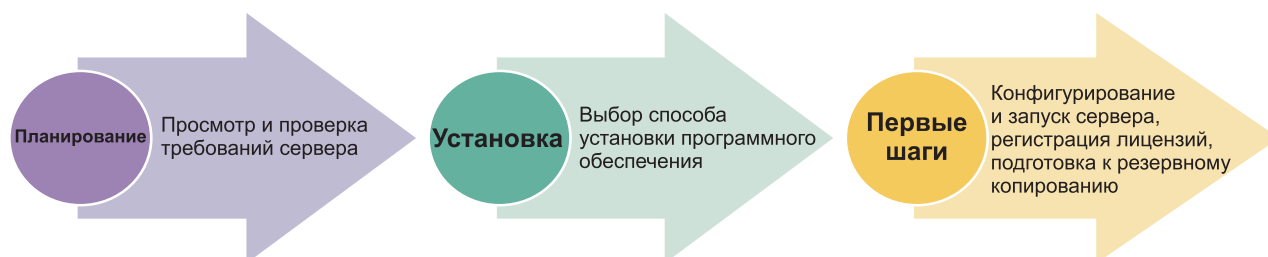 Планирование
Просмотр и проверка
требований сервера
Установка
Выбор способа
установки программного
обеспечения
Первые
шаги
Конфигурирование
и запуск сервера,
регистрация лицензий,
подготовка к резервному
копированию